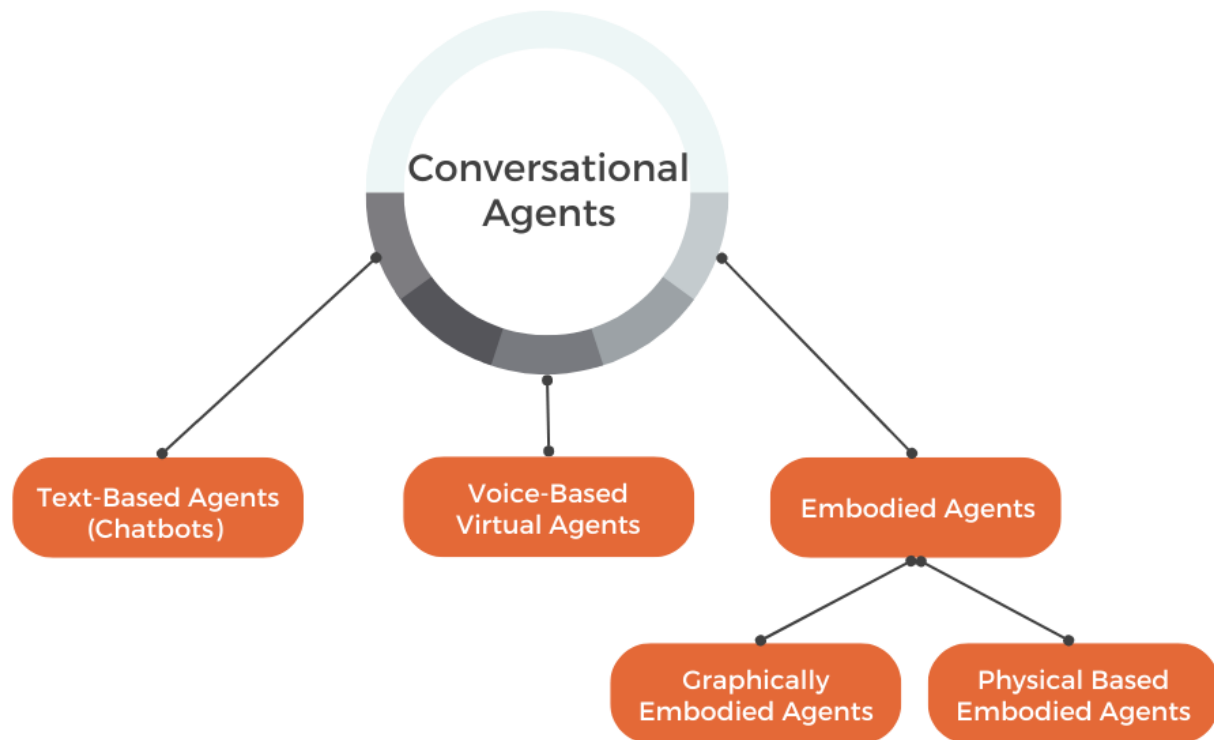 Conversational
Agents
Text-Based Agents
(Chatbots)
Voice-Based
Virtual Agents
Embodied Agents
Graphically
Embodied Agents
Physical Based
Embodied Agents